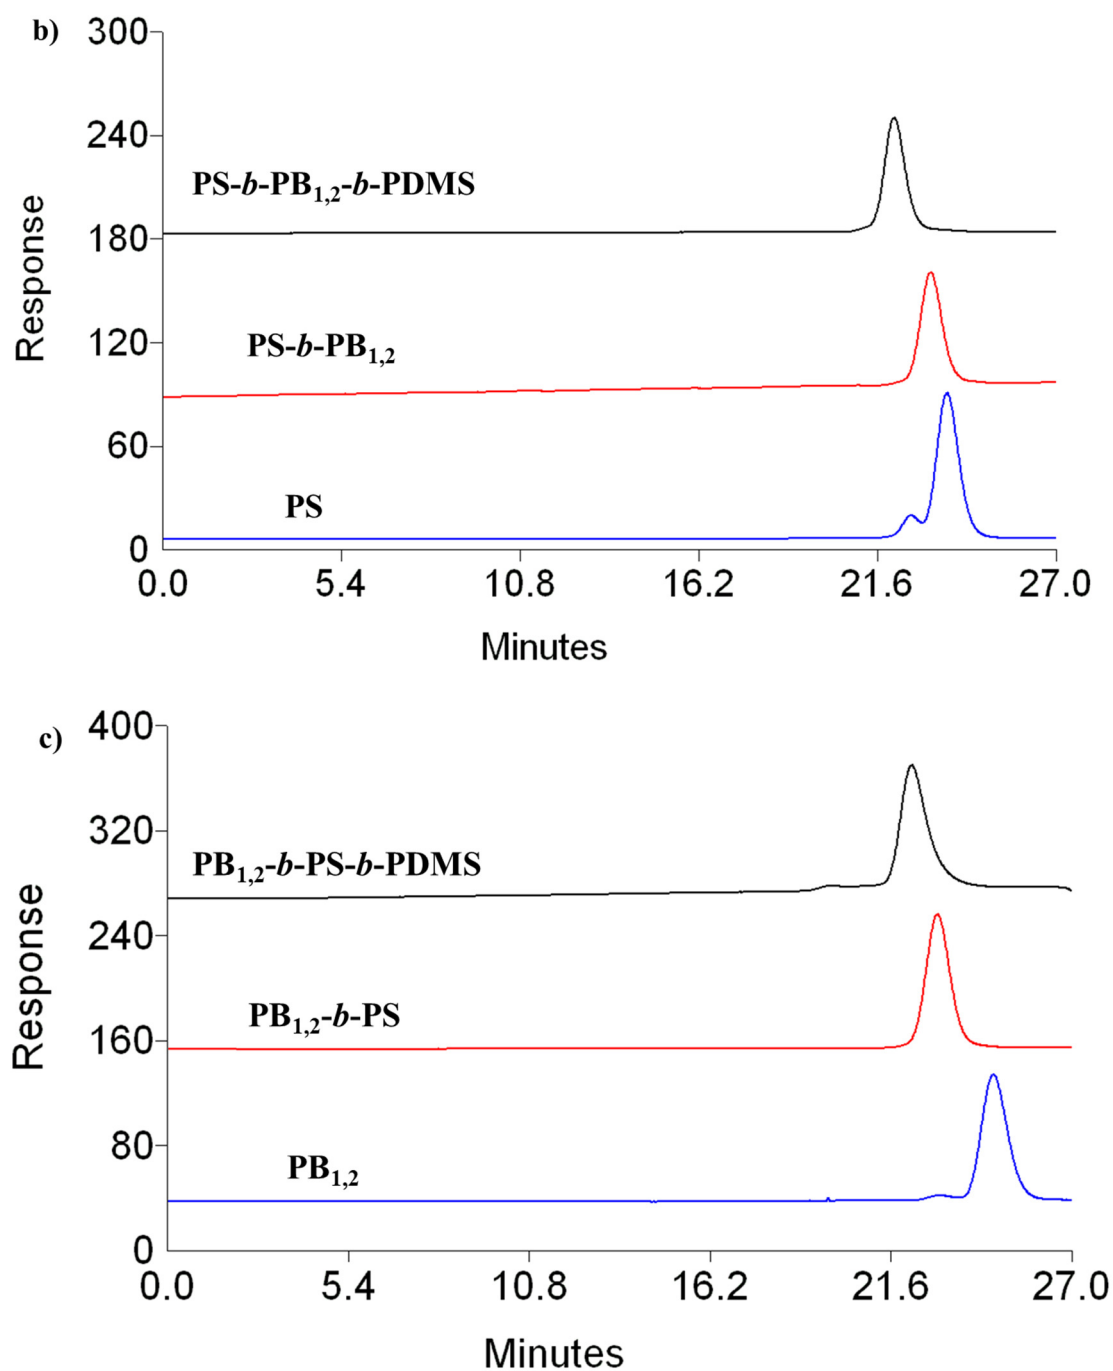 b)
300
240
180
120
60
0
Response
PS-b-PB1,2-b-PDMS
PS-b-PB1,2
PS
0.0 5.4 10.8 16.2 21.6 27.0
Minutes
c)
400
320
240
160
80
0
Response
PB1,2-b-PS-b-PDMS
PB1,2-b-PS
PB1,2
0.0 5.4 10.8 16.2 21.6 27.0
Minutes